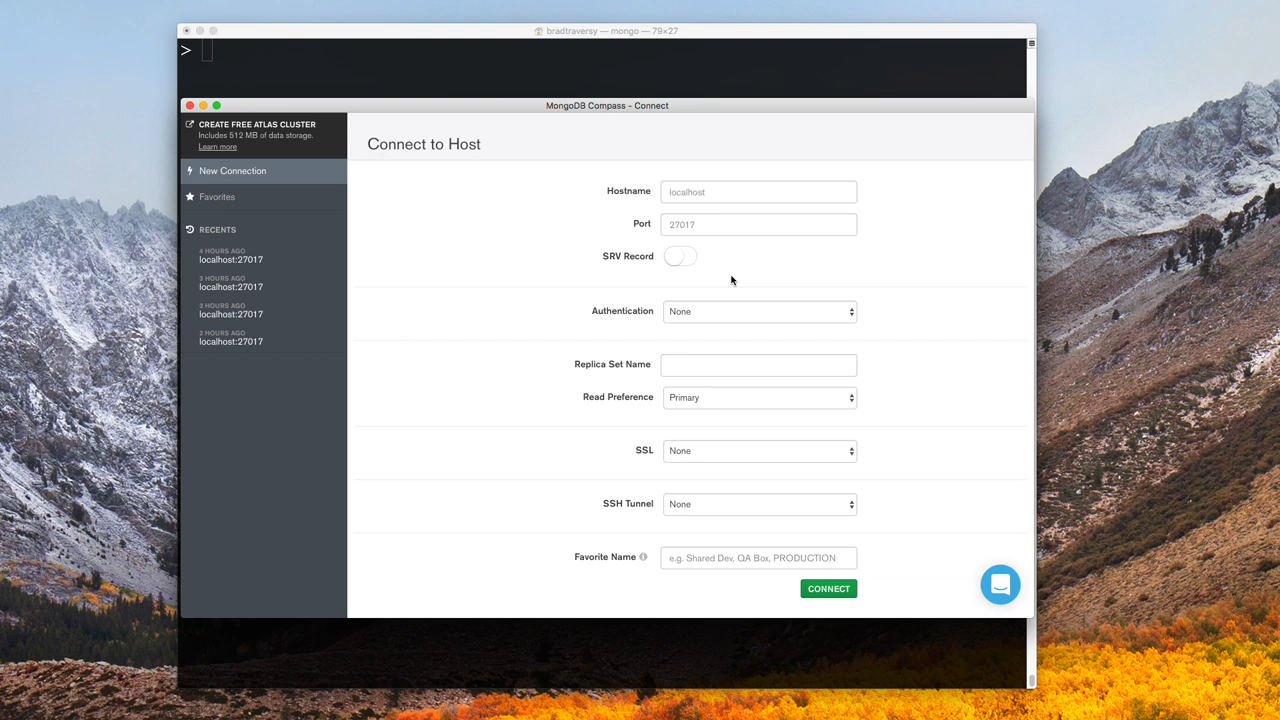 bradtraversy — mongo — 79×27
>
MongoDB Compass - Connect
CREATE FREE ATLAS CLUSTER
Includes 512 MB of data storage.
Learn more
New Connection
Favorites
RECENTS
4 HOURS AGO
localhost:27017
3 HOURS AGO
localhost:27017
3 HOURS AGO
localhost:27017
2 HOURS AGO
localhost:27017
Connect to Host
Hostname localhost
Port 27017
SRV Record
Authentication None
Replica Set Name
Read Preference Primary
SSL None
SSH Tunnel None
Favorite Name e.g. Shared Dev, QA Box, PRODUCTION
CONNECT